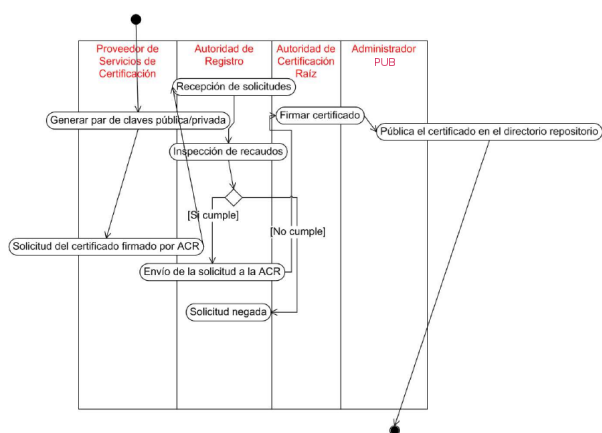 Proveedor de
Servicios de
Certificación
Autoridad de
Registro
Autoridad de
Certificación
Raíz
Administrador
PUB
Recepción de solicitudes
Generar par de claves pública/privada
Firmar certificado
Pública el certificado en el directorio repositorio
Inspección de recaudos
[Si cumple]
[No cumple]
Solicitud del certificado firmado por ACR
Envío de la solicitud a la ACR
Solicitud negada